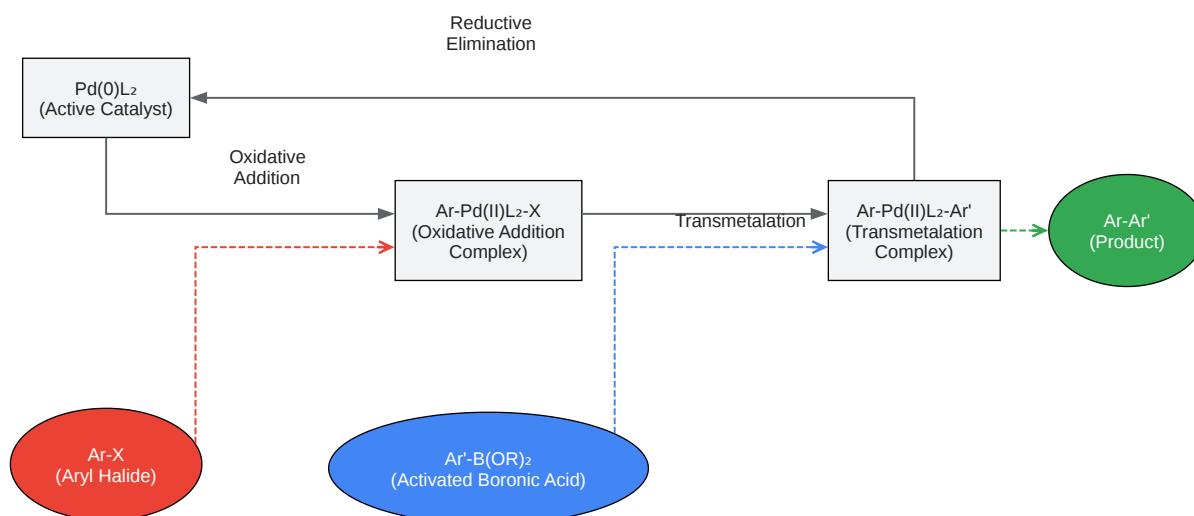 Reductive
Elimination
Pd(0)L₂
(Active Catalyst)
Oxidative
Addition
Ar-Pd(II)L₂-X
(Oxidative Addition
Complex)
Transmetalation
Ar-Pd(II)L₂-Ar'
(Transmetalation
Complex)
Ar-Ar'
(Product)
Ar-X
(Aryl Halide)
Ar'-B(OR)₂
(Activated Boronic Acid)